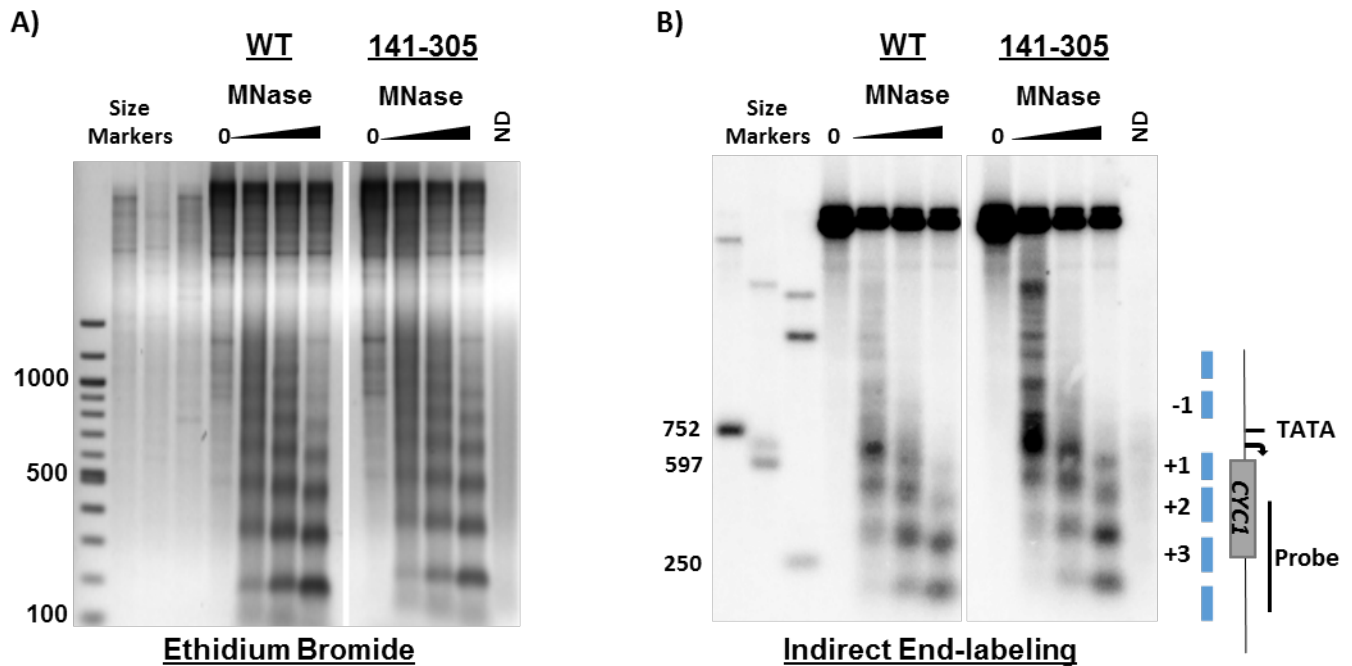 A)
WT
141-305
MNase
MNase
Size
Markers
0
0
ND
1000
500
100
Ethidium Bromide
B)
WT
141-305
MNase
MNase
Size
Markers
0
0
ND
752
597
250
-1
+1
+2
+3
TATA
CYC1
Probe
Indirect End-labeling